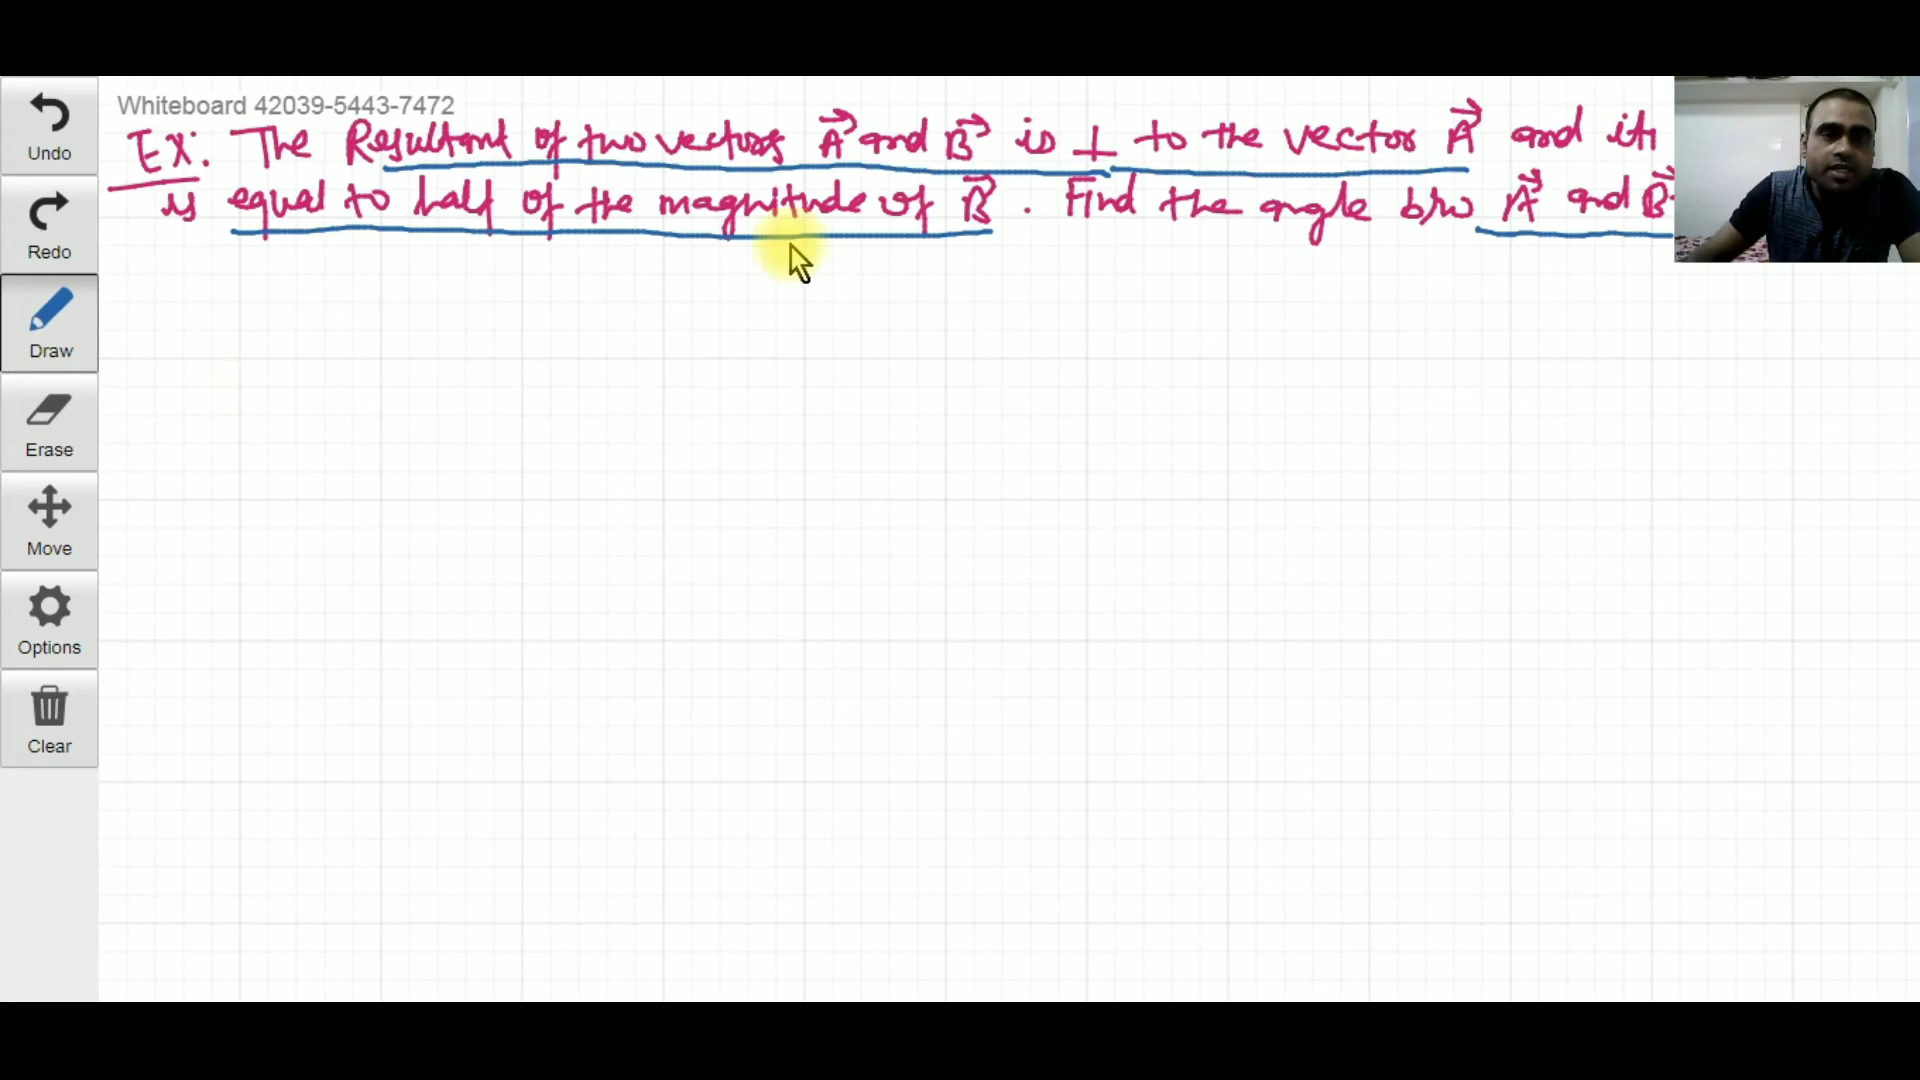 Whiteboard 42039-5443-7472
Ex: The Resultant of two vectors A⃗ and B⃗ is ⊥ to the vector A⃗ and its
is equal to half of the magnitude of B⃗ . Find the angle b/w A⃗ and B⃗
Undo
Redo
Draw
Erase
Move
Options
Clear